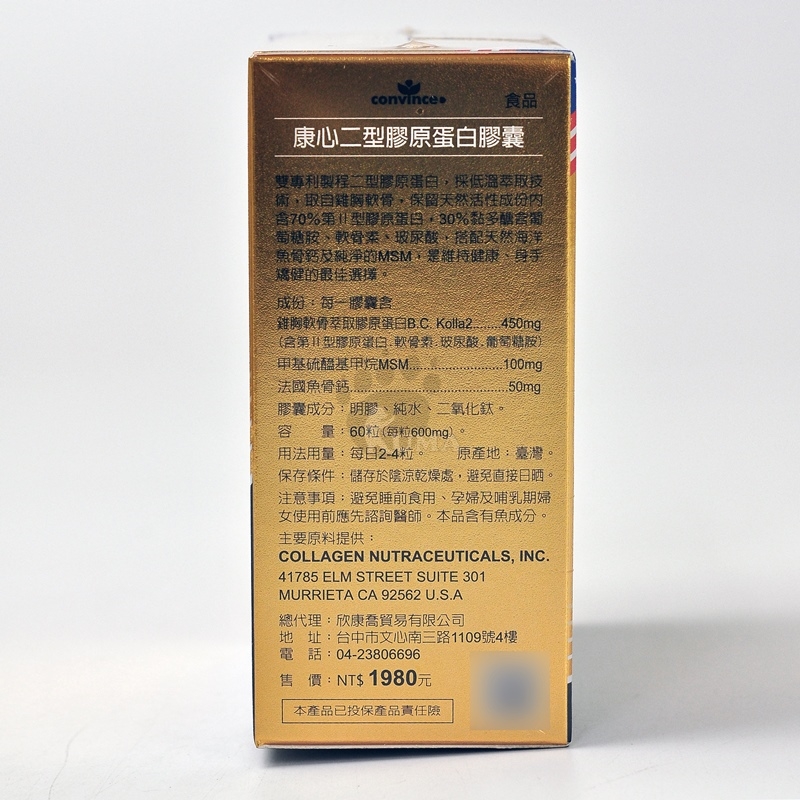 convince
食品
康心二型膠原蛋白膠囊
雙專利製程二型膠原蛋白，採低溫萃取技
術，取自雞胸軟骨，保留天然活性成份內
含70%第II型膠原蛋白，30%黏多醣含葡
萄糖胺、軟骨素、玻尿酸，搭配天然海洋
魚骨鈣及純淨的MSM，是維持健康、身手
矯健的最佳選擇。
成份：每一膠囊含
雞胸軟骨萃取膠原蛋白B.C. Kolla2.......450mg
(含第II型膠原蛋白.軟骨素.玻尿酸.葡萄糖胺)
甲基硫醯基甲烷MSM.........................100mg
法國魚骨鈣..........................................50mg
膠囊成分：明膠、純水、二氧化鈦。
容　量：60粒(每粒600mg)。
用法用量：每日2-4粒。　原產地：臺灣。
保存條件：儲存於陰涼乾燥處，避免直接日晒。
注意事項：避免睡前食用、孕婦及哺乳期婦
女使用前應先諮詢醫師。本品含有魚成分。
主要原料提供：
COLLAGEN NUTRACEUTICALS, INC.
41785 ELM STREET SUITE 301
MURRIETA CA 92562 U.S.A
總代理：欣康喬貿易有限公司
地　址：台中市文心南三路1109號4樓
電　話：04-23806696
售　價：NT$ 1980元
本產品已投保產品責任險